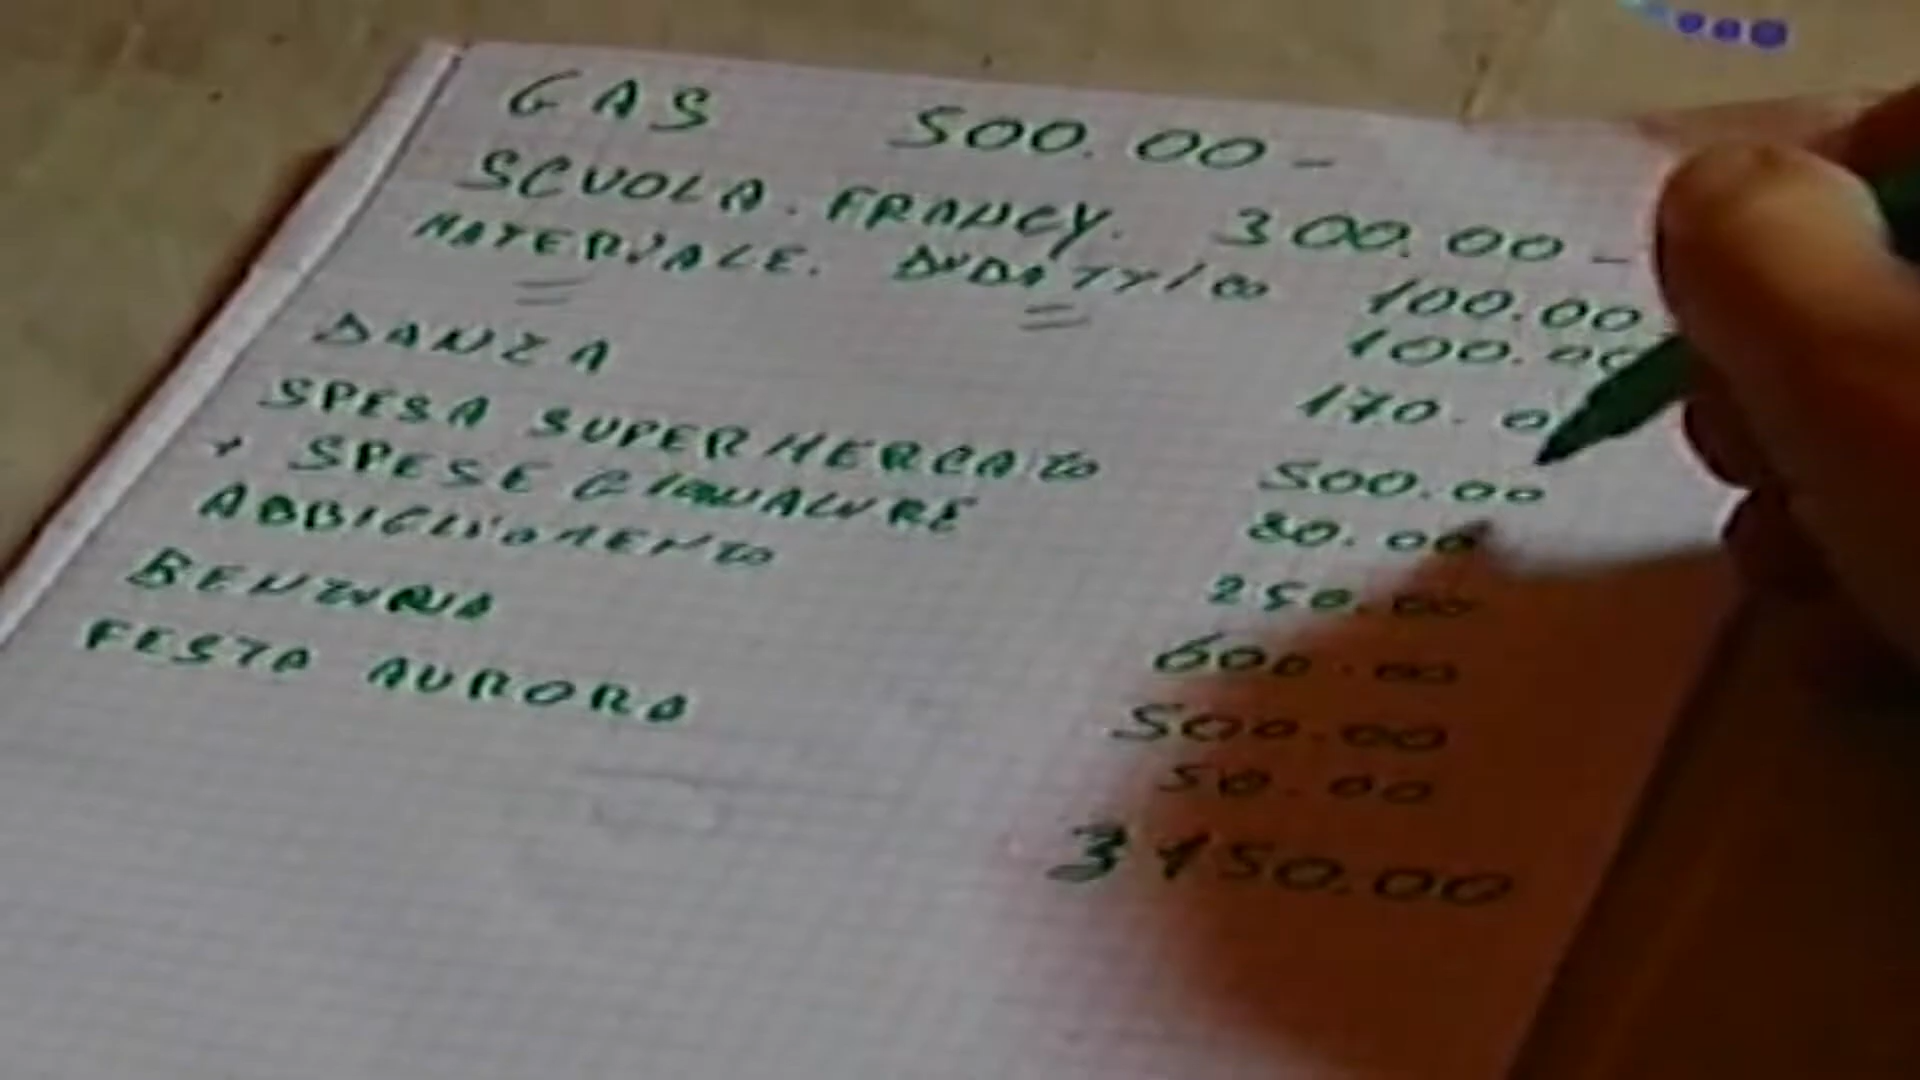 GAS 500.00-
SCUOLA. FRANCY. 300.00-
MATERIALE. DIDATTICO 100.00
= = 100.00
DANZA 170.0
SPESA SUPERMERCATO 500.00
+ SPESE GIORNALIERE 80.00
ABBIGLIAMENTO 250.00
BENZINA 600.00
FESTA AURORA 500.00
50.00
3150.00